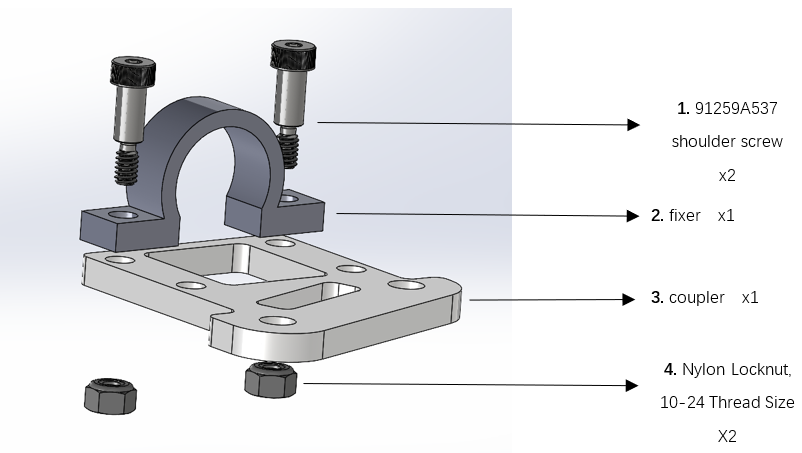 1. 91259A537
shoulder screw
x2
2. fixer x1
3. coupler x1
4. Nylon Locknut,
10-24 Thread Size
X2